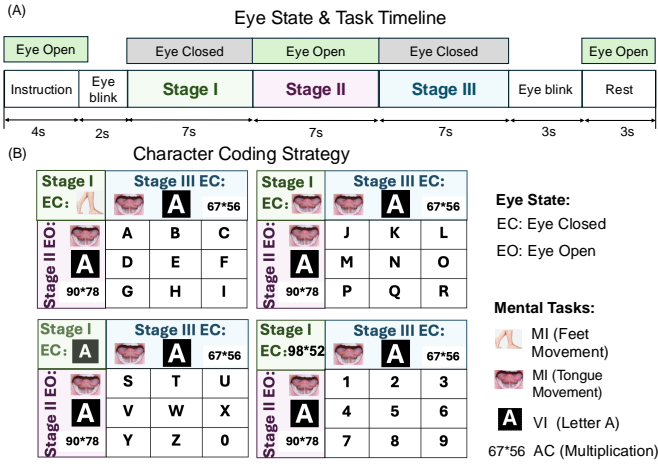 (A)
Eye State & Task Timeline
Eye Open
Eye Closed
Eye Open
Eye Closed
Eye Open
Instruction
Eye
blink
Stage I
Stage II
Stage III
Eye blink
Rest
4s
2s
7s
7s
7s
3s
3s
(B)
Character Coding Strategy
Stage I
EC:
Stage III EC:
A
67*56
Stage II EO:
A
90*78
A B C
D E F
G H I
Stage I
EC:
Stage III EC:
A
67*56
Stage II EO:
A
90*78
J K L
M N O
P Q R
Stage I
EC: A
Stage III EC:
A
67*56
Stage II EO:
A
90*78
S T U
V W X
Y Z 0
Stage I
EC:98*52
Stage III EC:
A
67*56
Stage II EO:
A
90*78
1 2 3
4 5 6
7 8 9
Eye State:
EC: Eye Closed
EO: Eye Open
Mental Tasks:
MI (Feet
Movement)
MI (Tongue
Movement)
A VI (Letter A)
67*56 AC (Multiplication)